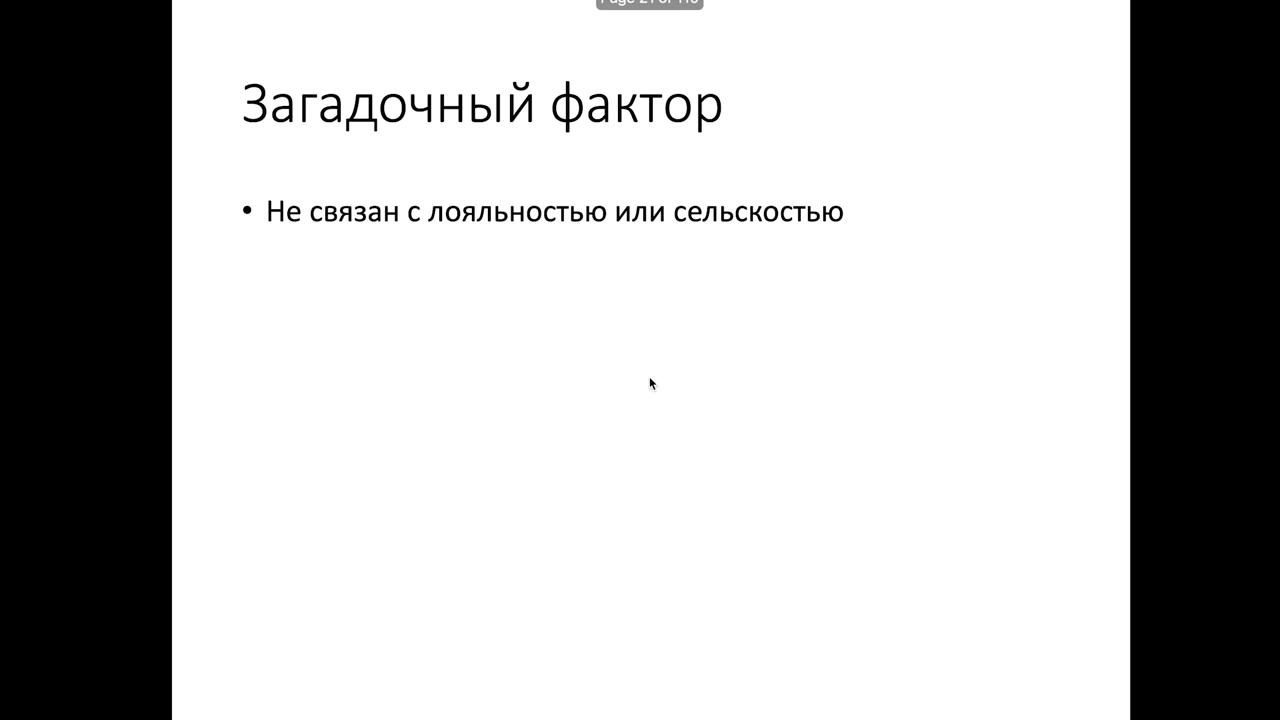 Загадочный фактор
• Не связан с лояльностью или сельскостью